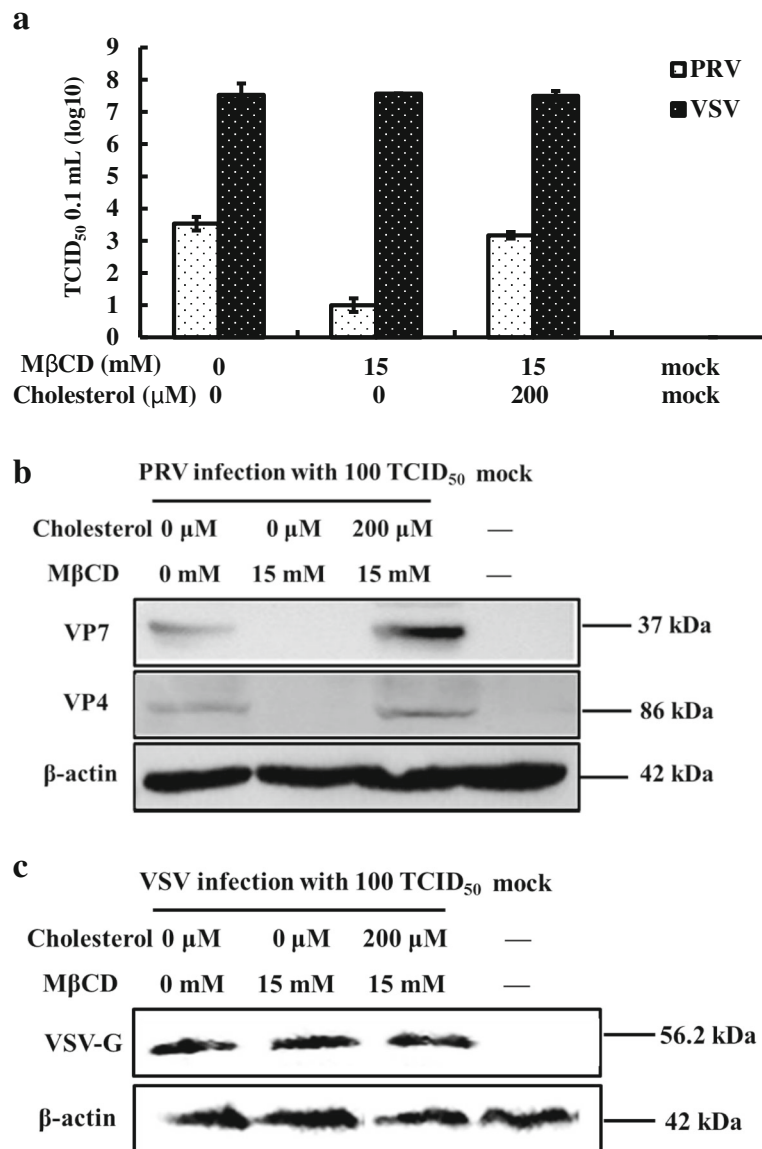 a
9
8
7
6
5
4
3
2
1
0
TCID50 0.1 mL (log10)
PRV
VSV
MβCD (mM) 0 15 15 mock
Cholesterol (μM) 0 0 200 mock
b
PRV infection with 100 TCID50 mock
Cholesterol 0 μM 0 μM 200 μM —
MβCD 0 mM 15 mM 15 mM —
VP7 37 kDa
VP4 86 kDa
β-actin 42 kDa
c
VSV infection with 100 TCID50 mock
Cholesterol 0 μM 0 μM 200 μM —
MβCD 0 mM 15 mM 15 mM —
VSV-G 56.2 kDa
β-actin 42 kDa